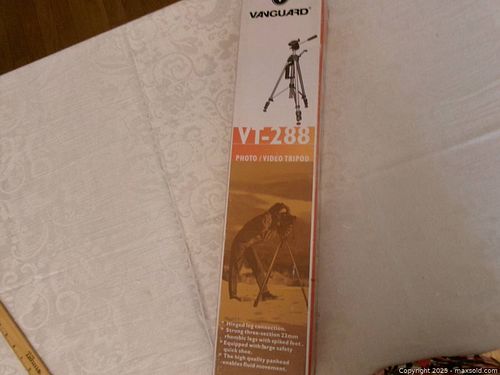 VANGUARD®
VT-288
PHOTO / VIDEO TRIPOD
Hinged leg connection.
Strong three-section 22mm
rhombic legs with spiked feet.
Equipped with large safety
quick shoe.
The high quality panhead
enables fluid movement.
Copyright 2025 - maxsold.com